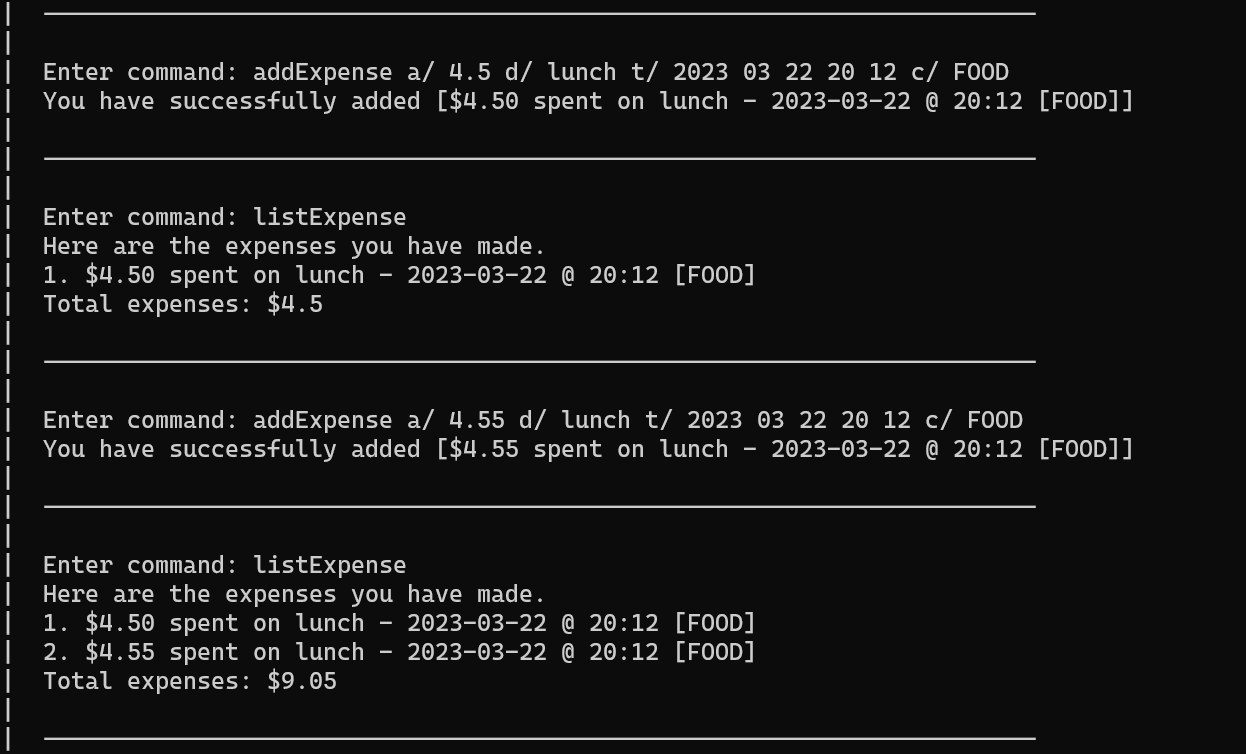 Enter command: addExpense a/ 4.5 d/ lunch t/ 2023 03 22 20 12 c/ FOOD
You have successfully added [$4.50 spent on lunch - 2023-03-22 @ 20:12 [FOOD]]
Enter command: listExpense
Here are the expenses you have made.
1. $4.50 spent on lunch - 2023-03-22 @ 20:12 [FOOD]
Total expenses: $4.5
Enter command: addExpense a/ 4.55 d/ lunch t/ 2023 03 22 20 12 c/ FOOD
You have successfully added [$4.55 spent on lunch - 2023-03-22 @ 20:12 [FOOD]]
Enter command: listExpense
Here are the expenses you have made.
1. $4.50 spent on lunch - 2023-03-22 @ 20:12 [FOOD]
2. $4.55 spent on lunch - 2023-03-22 @ 20:12 [FOOD]
Total expenses: $9.05